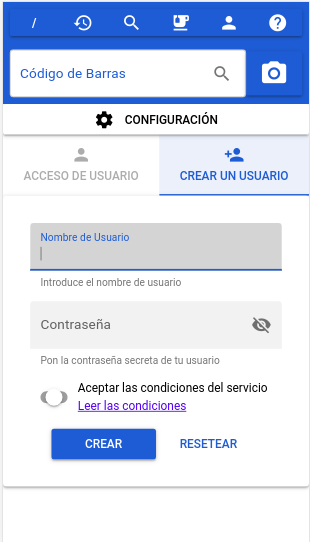 /
Código de Barras
CONFIGURACIÓN
ACCESO DE USUARIO
CREAR UN USUARIO
Nombre de Usuario
Introduce el nombre de usuario
Contraseña
Pon la contraseña secreta de tu usuario
Aceptar las condiciones del servicio
Leer las condiciones
CREAR
RESETEAR